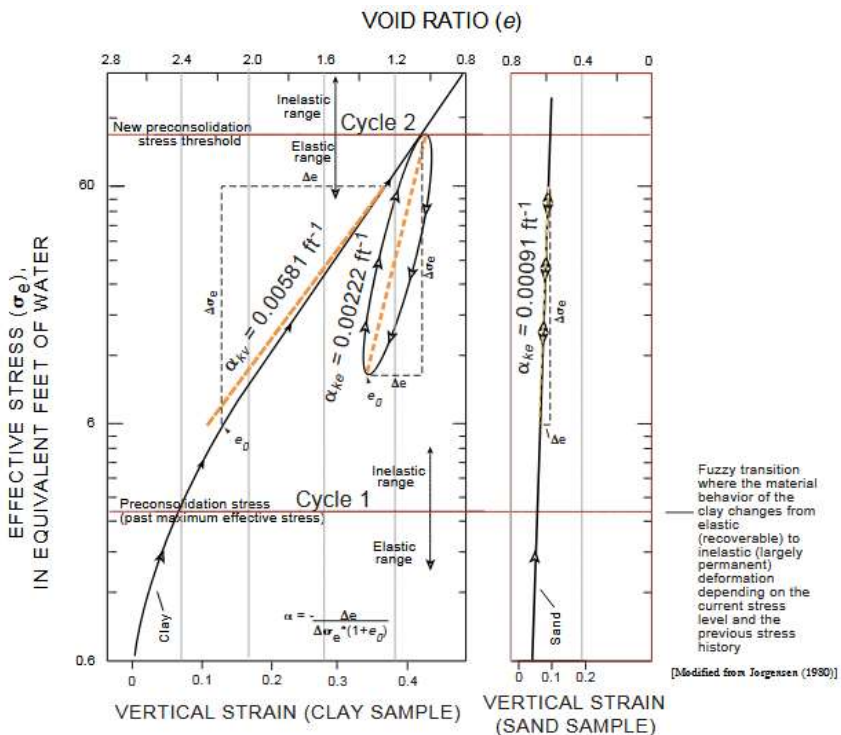 VOID RATIO (e)
2.8 2.2 2.0 1.4 1.2 0.8 0.8 0.6 0
Inelastic
range
New preconsolidation
stress threshold
Cycle 2
Elastic
range
Δe
60
αkv = 0.00581 ft-1
Δσe
αke = 0.00222 ft-1
Δσe
αke = 0.00091 ft-1
Δσe
EFFECTIVE STRESS (σe),
IN EQUIVALENT FEET OF WATER
Δe
e0
6
e0
Δe
Inelastic
range
Preconsolidation stress
(past maximum effective stress)
Cycle 1
Elastic
range
Fuzzy transition
where the material
behavior of the
clay changes from
elastic
(recoverable) to
inelastic (largely
permanent)
deformation
depending on the
current stress
level and the
previous stress
history
Clay
α = - Δe
Δσe*(1+e0)
Sand
0.6
[Modified from Jorgensen (1980)]
0 0.1 0.2 0.3 0.4 0 0.1 0.2
VERTICAL STRAIN (CLAY SAMPLE)
VERTICAL STRAIN
(SAND SAMPLE)